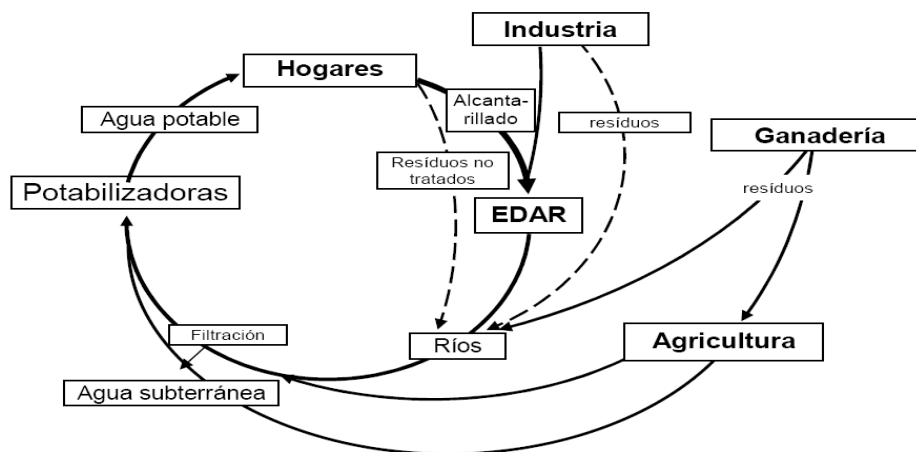 Industria
Hogares
Alcanta-
rillado
Agua potable
resíduos
Ganadería
Resíduos no
tratados
Potabilizadoras
resíduos
EDAR
Filtración
Ríos
Agricultura
Agua subterránea